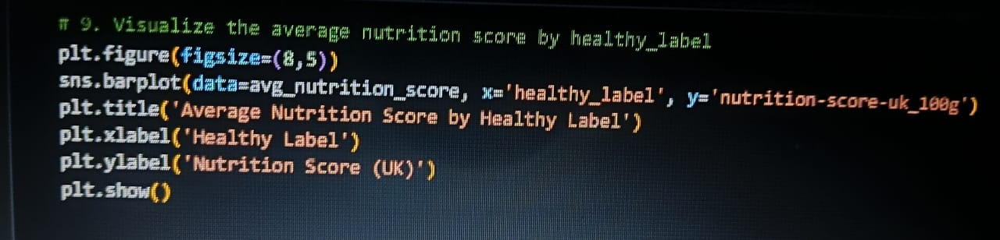 # 9. Visualize the average nutrition score by healthy_label
plt.figure(figsize=(8,5))
sns.barplot(data=avg_nutrition_score, x='healthy_label', y='nutrition-score-uk_100g')
plt.title('Average Nutrition Score by Healthy Label')
plt.xlabel('Healthy Label')
plt.ylabel('Nutrition Score (UK)')
plt.show()